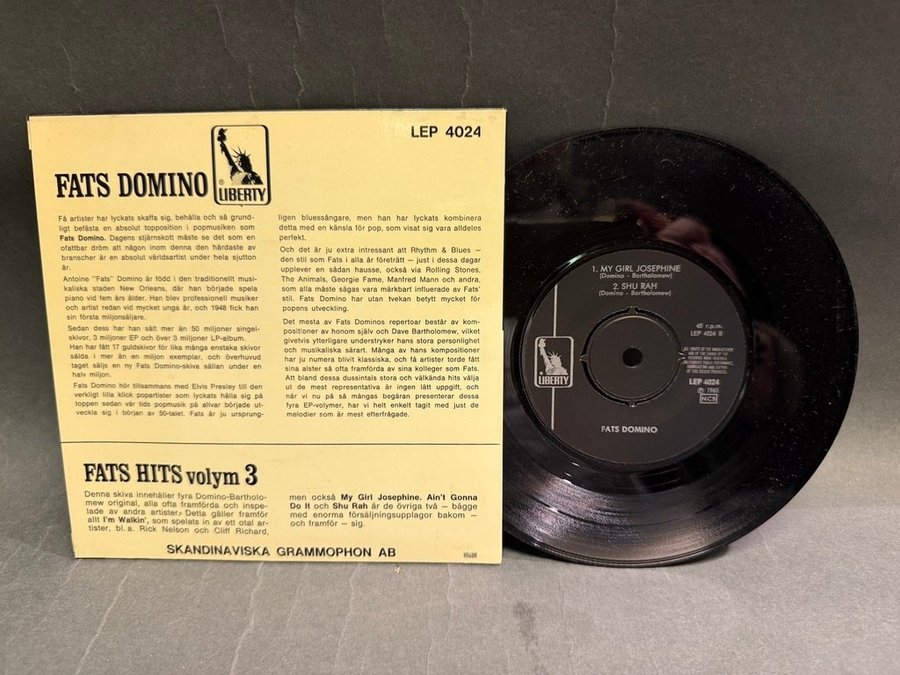 LEP 4024
FATS DOMINO
LIBERTY
Få artister har lyckats skaffa sig, behålla och så grund-
ligt befästa en absolut topposition i popmusiken som
Fats Domino. Dagens stjärnskott måste se det som en
ofattbar dröm att någon inom denna den hårdaste av
branscher är en absolut världsartist under hela sjutton
år.
Antoine "Fats" Domino är född i den traditionellt musi-
kaliska staden New Orleans, där han började spela
piano vid fem års ålder. Han blev professionell musiker
och artist redan vid mycket unga år, och 1948 fick han
sin första miljonsäljare.
Sedan dess har han sålt mer än 50 miljoner singel-
skivor, 3 miljoner EP och över 3 miljoner LP-album.
Han har fått 17 guldskivor för lika många enskata skivor
sålda i mer än en miljon exemplar, och överhuvud
taget säljs en ny Fats Domino-skiva sällan under en
halv miljon.
Fats Domino hör tillsammans med Elvis Presley till den
verkligt lilla klick popartister som lyckats hålla sig på
toppen sedan vår tids popmusik på allvar började ut-
veckla sig i början av 50-talet. Fats är ju ursprung-
ligen bluessångare, men han har lyckats kombinera
detta med en känsla för pop, som visat sig vara alldeles
perfekt.
Och det är ju extra intressant att Rhythm & Blues –
den stil som Fats i alla år företrätt – just i dessa dagar
upplever en sådan hausse, också via Rolling Stones,
The Animals, Georgie Fame, Manfred Mann och andra,
som alla måste sägas vara märkbart influerade av Fats'
stil. Fats Domino har utan tvekan betytt mycket för
popens utveckling.
Det mesta av Fats Dominos repertoar består av kom-
positioner av honom själv och Dave Bartholomew, vilket
givetvis ytterligare understryker hans stora personlighet
och musikaliska särart. Många av hans kompositioner
har ju numera blivit klassiska, och få artister torde fått
sina alster så ofta framförda av sina kolleger som Fats.
Att bland dessa dussintals stora och välkända hits välja
ut de mest representativa är ingen lätt uppgift, och
när vi nu på så mångas begäran presenterar dessa
fyra EP-volymer, har vi helt enkelt tagit med just de
melodier som är mest efterfrågade.
FATS HITS volym 3
Denna skiva innehåller fyra Domino-Bartholo-
mew original, alla ofta framförda och inspe-
lade av andra artister. Detta gäller framför
allt I'm Walkin', som spelats in av ett otal ar-
tister, bl. a. Rick Nelson och Cliff Richard,
men också My Girl Josephine. Ain't Gonna
Do It och Shu Rah är de övriga två – bägge
med enorma försäljningsupplagor bakom –
och framför – sig.
SKANDINAVISKA GRAMMOPHON AB
1. MY GIRL JOSEPHINE
(Domino - Bartholomew)
2. SHU RAH
(Domino - Bartholomew)
45 r.p.m.
LEP 4024 B
LIBERTY
LEP 4024
℗ 1965
NCB
FATS DOMINO